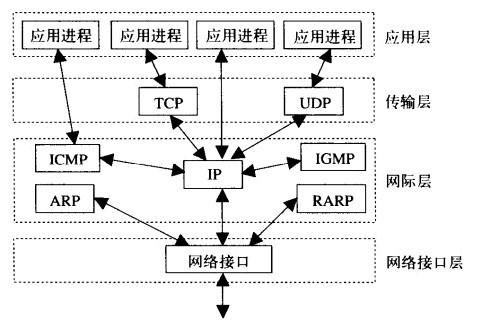 应用进程 应用进程 应用进程 应用进程 应用层
TCP UDP 传输层
ICMP IP IGMP 网际层
ARP RARP
网络接口 网络接口层